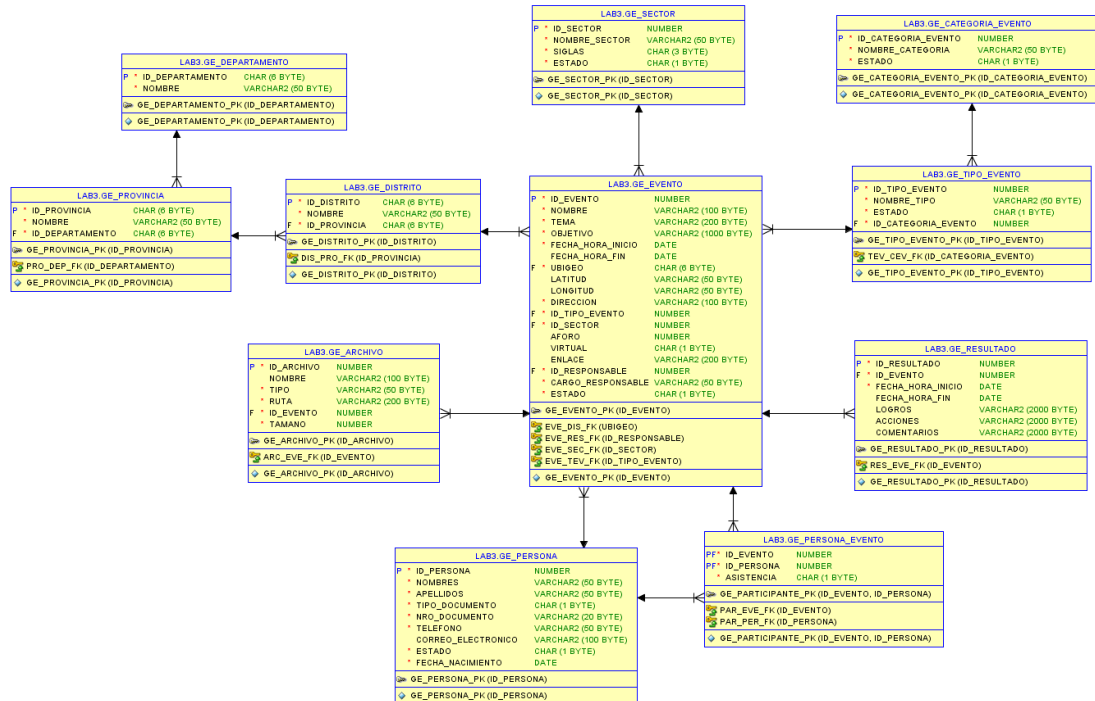 LAB3.GE_SECTOR
P * ID_SECTOR NUMBER
* NOMBRE_SECTOR VARCHAR2 (50 BYTE)
* SIGLAS CHAR (3 BYTE)
* ESTADO CHAR (1 BYTE)
GE_SECTOR_PK (ID_SECTOR)
GE_SECTOR_PK (ID_SECTOR)
LAB3.GE_CATEGORIA_EVENTO
P * ID_CATEGORIA_EVENTO NUMBER
* NOMBRE_CATEGORIA VARCHAR2 (50 BYTE)
* ESTADO CHAR (1 BYTE)
GE_CATEGORIA_EVENTO_PK (ID_CATEGORIA_EVENTO)
GE_CATEGORIA_EVENTO_PK (ID_CATEGORIA_EVENTO)
LAB3.GE_DEPARTAMENTO
P * ID_DEPARTAMENTO CHAR (6 BYTE)
* NOMBRE VARCHAR2 (50 BYTE)
GE_DEPARTAMENTO_PK (ID_DEPARTAMENTO)
GE_DEPARTAMENTO_PK (ID_DEPARTAMENTO)
LAB3.GE_PROVINCIA
P * ID_PROVINCIA CHAR (6 BYTE)
* NOMBRE VARCHAR2 (50 BYTE)
F * ID_DEPARTAMENTO CHAR (6 BYTE)
GE_PROVINCIA_PK (ID_PROVINCIA)
PRO_DEP_FK (ID_DEPARTAMENTO)
GE_PROVINCIA_PK (ID_PROVINCIA)
LAB3.GE_DISTRITO
P * ID_DISTRITO CHAR (6 BYTE)
* NOMBRE VARCHAR2 (50 BYTE)
F * ID_PROVINCIA CHAR (6 BYTE)
GE_DISTRITO_PK (ID_DISTRITO)
DIS_PRO_FK (ID_PROVINCIA)
GE_DISTRITO_PK (ID_DISTRITO)
LAB3.GE_EVENTO
P * ID_EVENTO NUMBER
* NOMBRE VARCHAR2 (100 BYTE)
* TEMA VARCHAR2 (200 BYTE)
* OBJETIVO VARCHAR2 (1000 BYTE)
* FECHA_HORA_INICIO DATE
FECHA_HORA_FIN DATE
F * UBIGEO CHAR (6 BYTE)
LATITUD VARCHAR2 (50 BYTE)
LONGITUD VARCHAR2 (50 BYTE)
* DIRECCION VARCHAR2 (100 BYTE)
F * ID_TIPO_EVENTO NUMBER
F * ID_SECTOR NUMBER
AFORO NUMBER
VIRTUAL CHAR (1 BYTE)
ENLACE VARCHAR2 (200 BYTE)
F * ID_RESPONSABLE NUMBER
* CARGO_RESPONSABLE VARCHAR2 (50 BYTE)
* ESTADO CHAR (1 BYTE)
GE_EVENTO_PK (ID_EVENTO)
EVE_DIS_FK (UBIGEO)
EVE_RES_FK (ID_RESPONSABLE)
EVE_SEC_FK (ID_SECTOR)
EVE_TEV_FK (ID_TIPO_EVENTO)
GE_EVENTO_PK (ID_EVENTO)
LAB3.GE_TIPO_EVENTO
P * ID_TIPO_EVENTO NUMBER
* NOMBRE_TIPO VARCHAR2 (50 BYTE)
* ESTADO CHAR (1 BYTE)
F * ID_CATEGORIA_EVENTO NUMBER
GE_TIPO_EVENTO_PK (ID_TIPO_EVENTO)
TEV_CEV_FK (ID_CATEGORIA_EVENTO)
GE_TIPO_EVENTO_PK (ID_TIPO_EVENTO)
LAB3.GE_ARCHIVO
P * ID_ARCHIVO NUMBER
NOMBRE VARCHAR2 (100 BYTE)
* TIPO VARCHAR2 (50 BYTE)
* RUTA VARCHAR2 (200 BYTE)
F * ID_EVENTO NUMBER
* TAMANO NUMBER
GE_ARCHIVO_PK (ID_ARCHIVO)
ARC_EVE_FK (ID_EVENTO)
GE_ARCHIVO_PK (ID_ARCHIVO)
LAB3.GE_RESULTADO
P * ID_RESULTADO NUMBER
F * ID_EVENTO NUMBER
* FECHA_HORA_INICIO DATE
FECHA_HORA_FIN DATE
LOGROS VARCHAR2 (2000 BYTE)
ACCIONES VARCHAR2 (2000 BYTE)
COMENTARIOS VARCHAR2 (2000 BYTE)
GE_RESULTADO_PK (ID_RESULTADO)
RES_EVE_FK (ID_EVENTO)
GE_RESULTADO_PK (ID_RESULTADO)
LAB3.GE_PERSONA
P * ID_PERSONA NUMBER
* NOMBRES VARCHAR2 (50 BYTE)
* APELLIDOS VARCHAR2 (50 BYTE)
* TIPO_DOCUMENTO CHAR (1 BYTE)
* NRO_DOCUMENTO VARCHAR2 (20 BYTE)
* TELEFONO VARCHAR2 (50 BYTE)
CORREO_ELECTRONICO VARCHAR2 (100 BYTE)
* ESTADO CHAR (1 BYTE)
* FECHA_NACIMIENTO DATE
GE_PERSONA_PK (ID_PERSONA)
GE_PERSONA_PK (ID_PERSONA)
LAB3.GE_PERSONA_EVENTO
PF* ID_EVENTO NUMBER
PF* ID_PERSONA NUMBER
* ASISTENCIA CHAR (1 BYTE)
GE_PARTICIPANTE_PK (ID_EVENTO, ID_PERSONA)
PAR_EVE_FK (ID_EVENTO)
PAR_PER_FK (ID_PERSONA)
GE_PARTICIPANTE_PK (ID_EVENTO, ID_PERSONA)